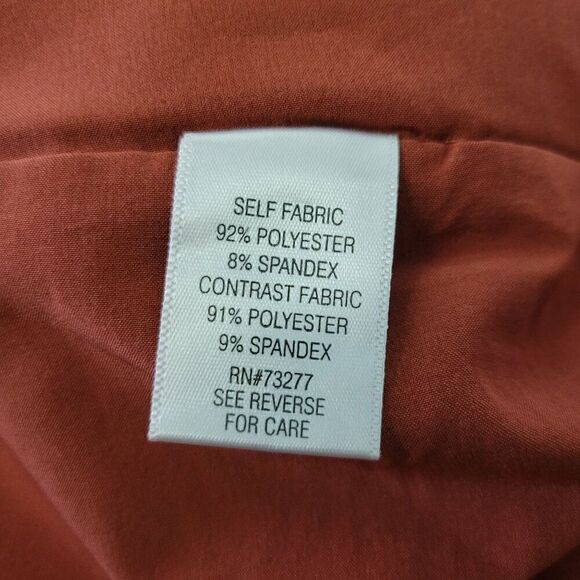 SELF FABRIC
92% POLYESTER
8% SPANDEX
CONTRAST FABRIC
91% POLYESTER
9% SPANDEX
RN#73277
SEE REVERSE
FOR CARE